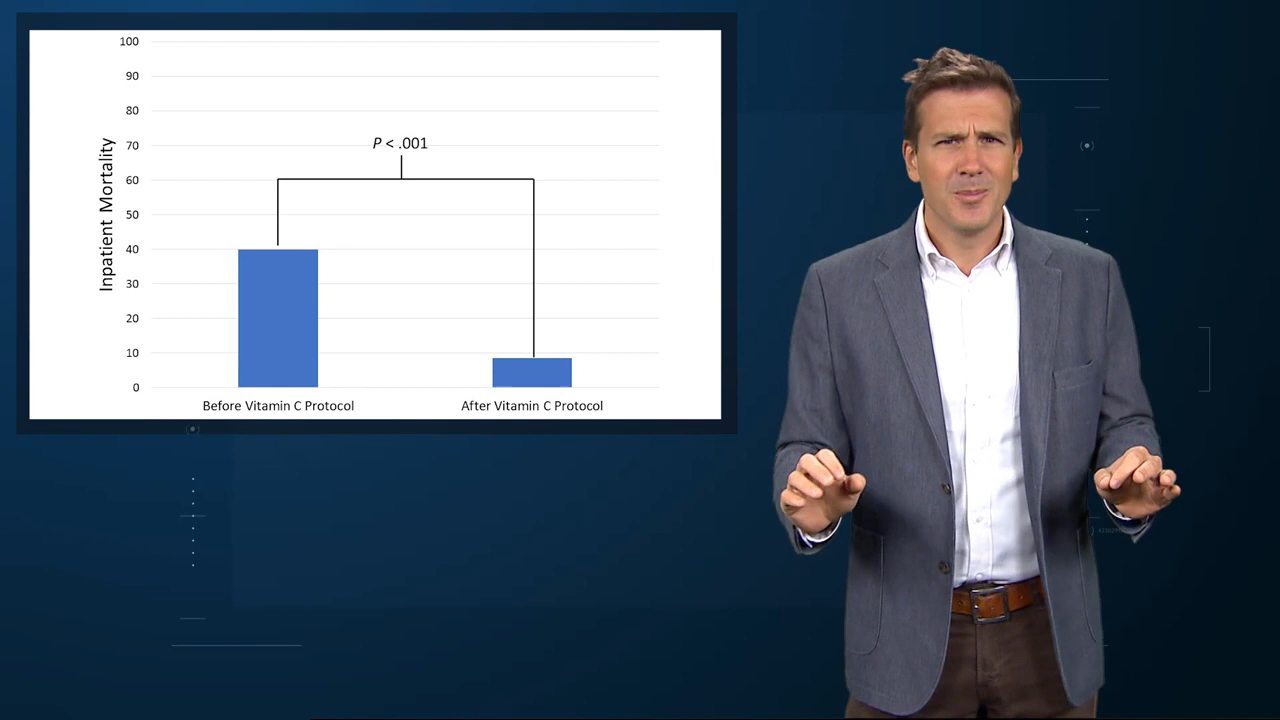 100
90
80
70
60
50
40
30
20
10
0
Inpatient Mortality
P < .001
Before Vitamin C Protocol
After Vitamin C Protocol